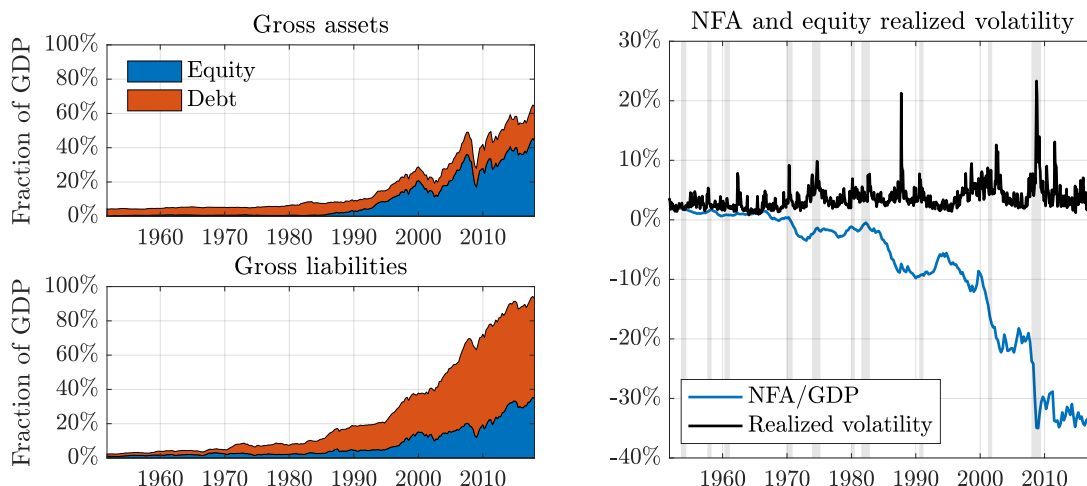 Gross assets
Fraction of GDP
100%
80%
60%
40%
20%
0%
Equity
Debt
1960 1970 1980 1990 2000 2010
Gross liabilities
Fraction of GDP
100%
80%
60%
40%
20%
0%
1960 1970 1980 1990 2000 2010
NFA and equity realized volatility
30%
20%
10%
0%
-10%
-20%
-30%
-40%
NFA/GDP
Realized volatility
1960 1970 1980 1990 2000 2010